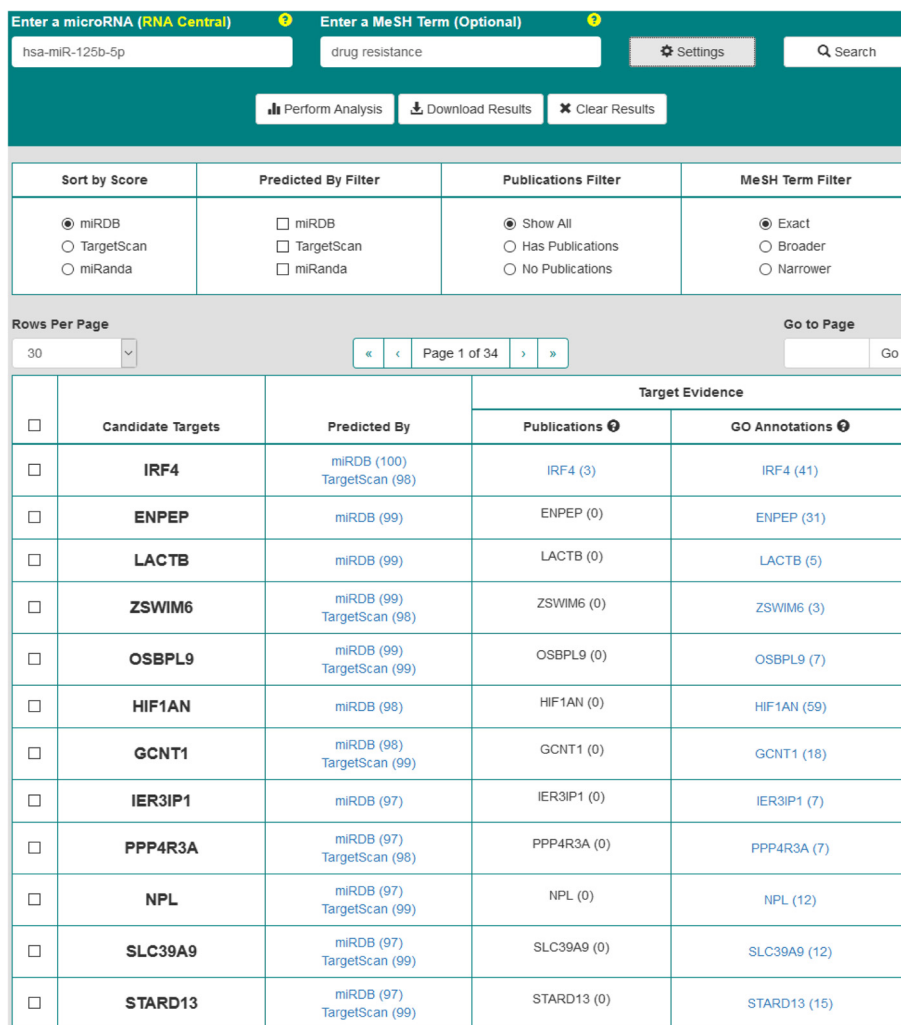 Enter a microRNA (RNA Central) ?
Enter a MeSH Term (Optional) ?
hsa-miR-125b-5p
drug resistance
Settings
Search
Perform Analysis
Download Results
Clear Results
Sort by Score
Predicted By Filter
Publications Filter
MeSH Term Filter
miRDB
miRDB
Show All
Exact
TargetScan
TargetScan
Has Publications
Broader
miRanda
miRanda
No Publications
Narrower
Rows Per Page
Go to Page
30
« ‹ Page 1 of 34 › »
Go
Target Evidence
Candidate Targets
Predicted By
Publications ?
GO Annotations ?
IRF4
miRDB (100)
TargetScan (98)
IRF4 (3)
IRF4 (41)
ENPEP
miRDB (99)
ENPEP (0)
ENPEP (31)
LACTB
miRDB (99)
LACTB (0)
LACTB (5)
ZSWIM6
miRDB (99)
TargetScan (98)
ZSWIM6 (0)
ZSWIM6 (3)
OSBPL9
miRDB (99)
TargetScan (99)
OSBPL9 (0)
OSBPL9 (7)
HIF1AN
miRDB (98)
HIF1AN (0)
HIF1AN (59)
GCNT1
miRDB (98)
TargetScan (99)
GCNT1 (0)
GCNT1 (18)
IER3IP1
miRDB (97)
IER3IP1 (0)
IER3IP1 (7)
PPP4R3A
miRDB (97)
TargetScan (98)
PPP4R3A (0)
PPP4R3A (7)
NPL
miRDB (97)
TargetScan (99)
NPL (0)
NPL (12)
SLC39A9
miRDB (97)
TargetScan (99)
SLC39A9 (0)
SLC39A9 (12)
STARD13
miRDB (97)
TargetScan (99)
STARD13 (0)
STARD13 (15)